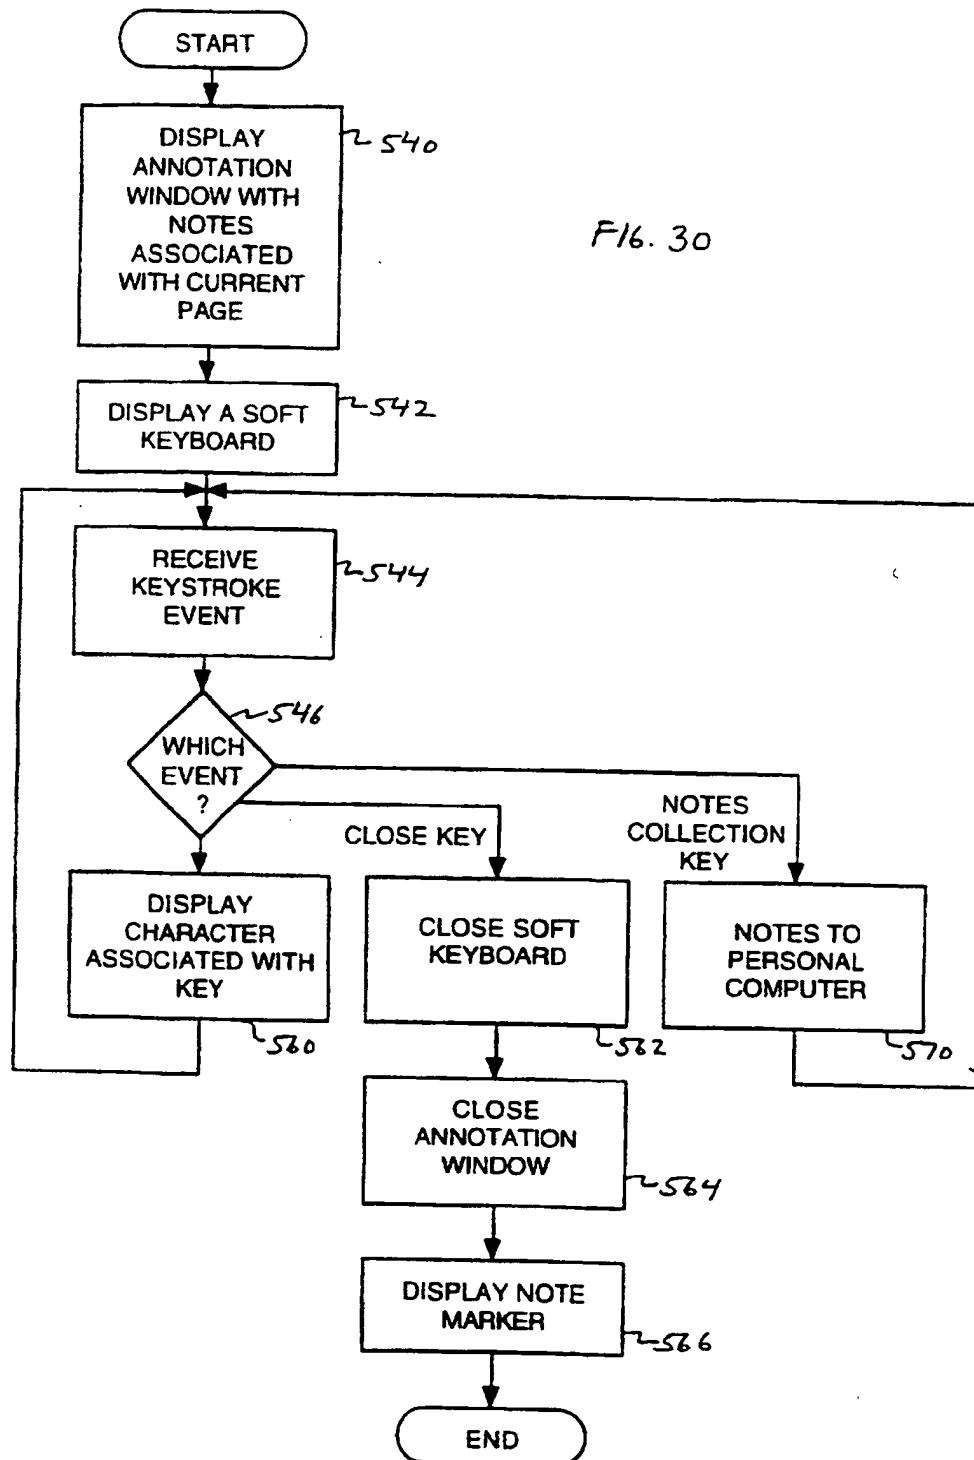 START
DISPLAY
ANNOTATION
WINDOW WITH
NOTES
ASSOCIATED
WITH CURRENT
PAGE
540
FIG. 30
DISPLAY A SOFT
KEYBOARD
542
RECEIVE
KEYSTROKE
EVENT
544
WHICH
EVENT
?
546
CLOSE KEY
NOTES
COLLECTION
KEY
DISPLAY
CHARACTER
ASSOCIATED WITH
KEY
560
CLOSE SOFT
KEYBOARD
562
NOTES TO
PERSONAL
COMPUTER
570
CLOSE
ANNOTATION
WINDOW
564
DISPLAY NOTE
MARKER
566
END